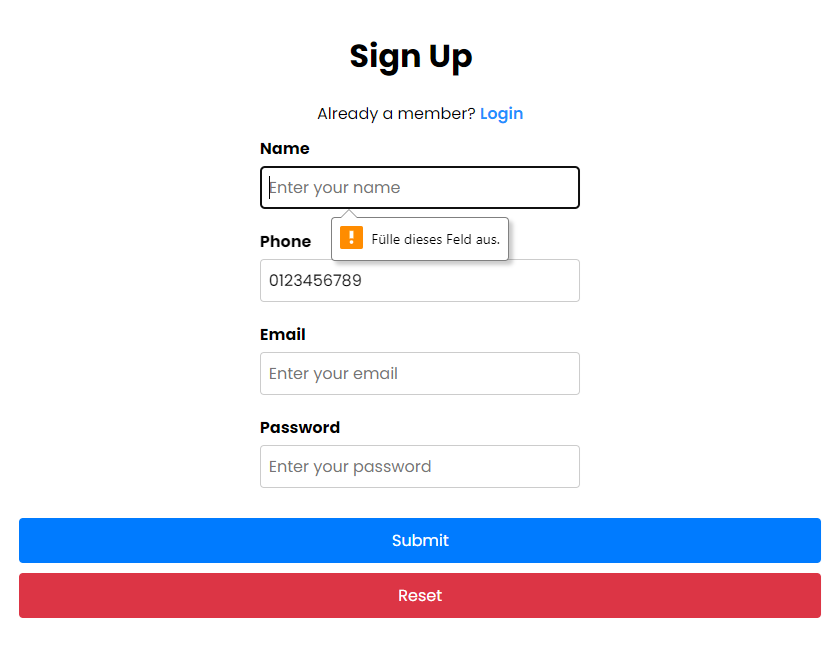 Sign Up
Already a member? Login
Name
Enter your name
Fülle dieses Feld aus.
Phone
0123456789
Email
Enter your email
Password
Enter your password
Submit
Reset